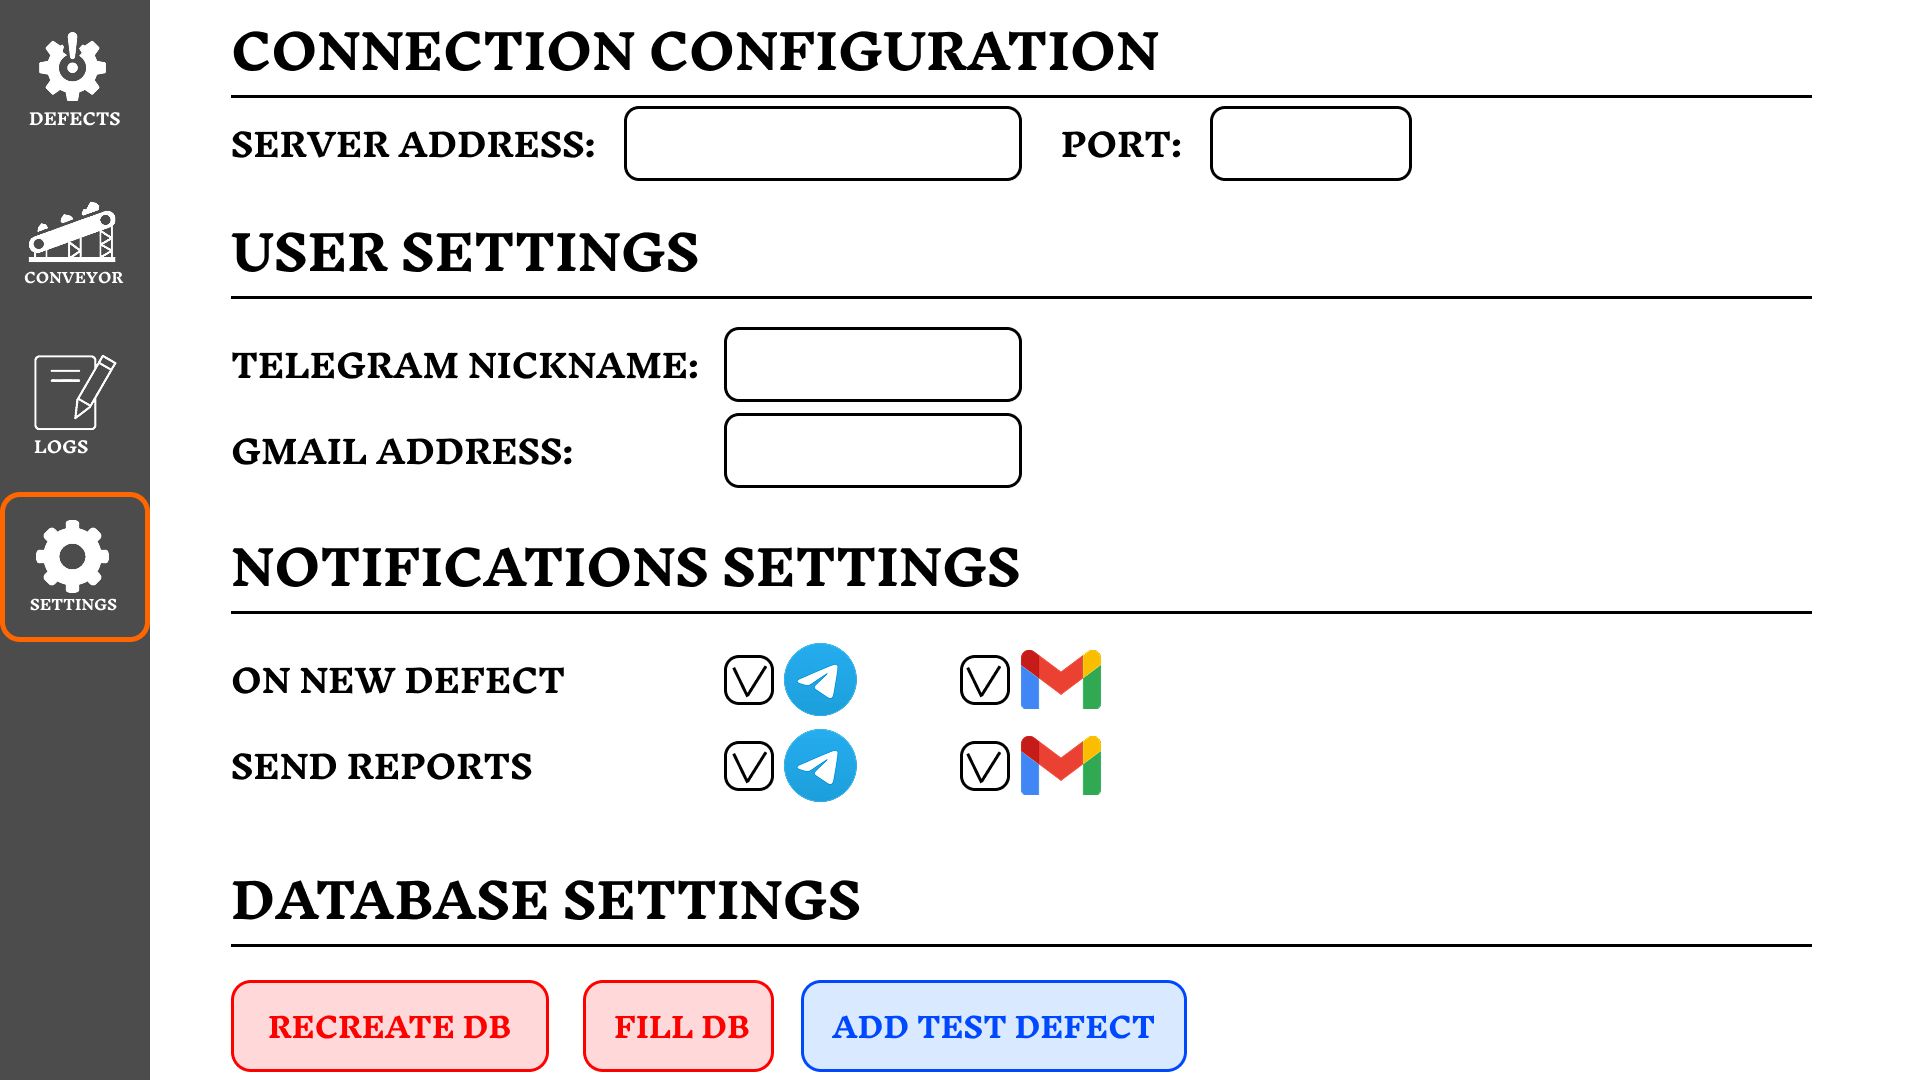 DEFECTS
CONVEYOR
LOGS
SETTINGS
CONNECTION CONFIGURATION
SERVER ADDRESS: PORT:
USER SETTINGS
TELEGRAM NICKNAME:
GMAIL ADDRESS:
NOTIFICATIONS SETTINGS
ON NEW DEFECT
SEND REPORTS
DATABASE SETTINGS
RECREATE DB FILL DB ADD TEST DEFECT